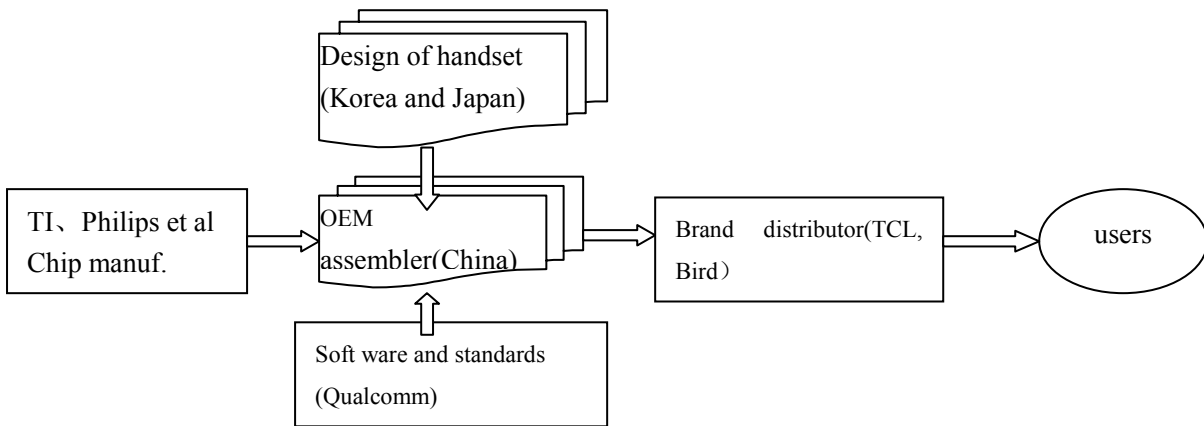 Design of handset
(Korea and Japan)
TI、Philips et al
Chip manuf.
OEM
assembler(China)
Brand distributor(TCL,
Bird）
users
Soft ware and standards
(Qualcomm)